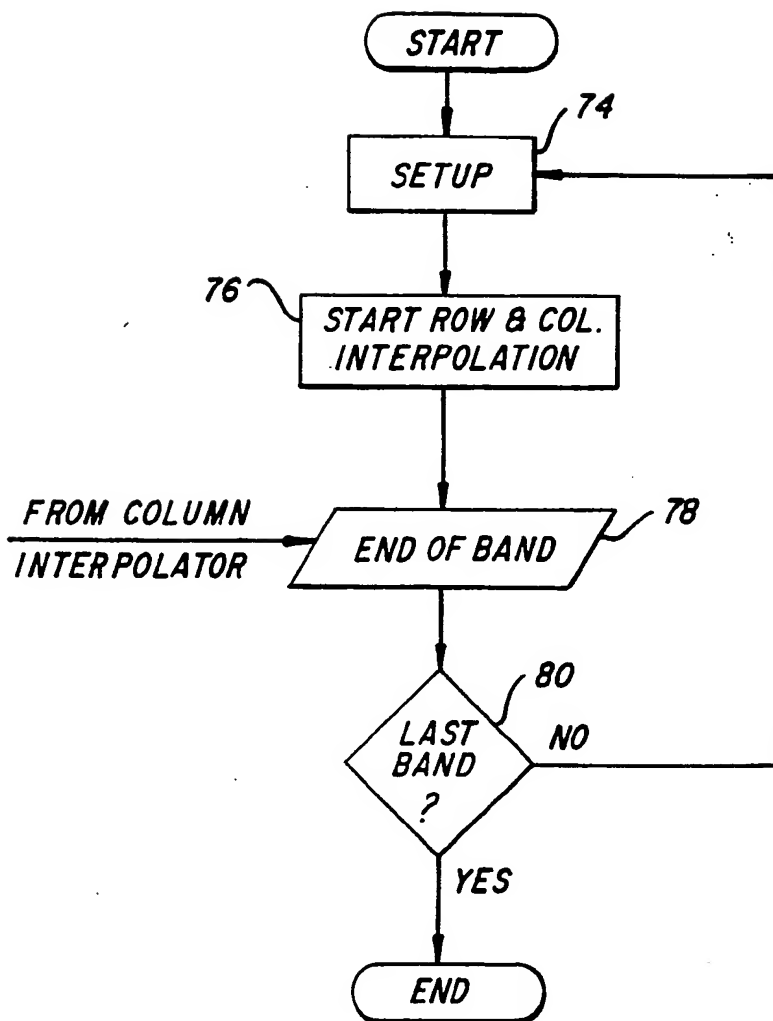 START
74
SETUP
76
START ROW & COL.
INTERPOLATION
FROM COLUMN
INTERPOLATOR
78
END OF BAND
80
LAST
BAND
?
NO
YES
END